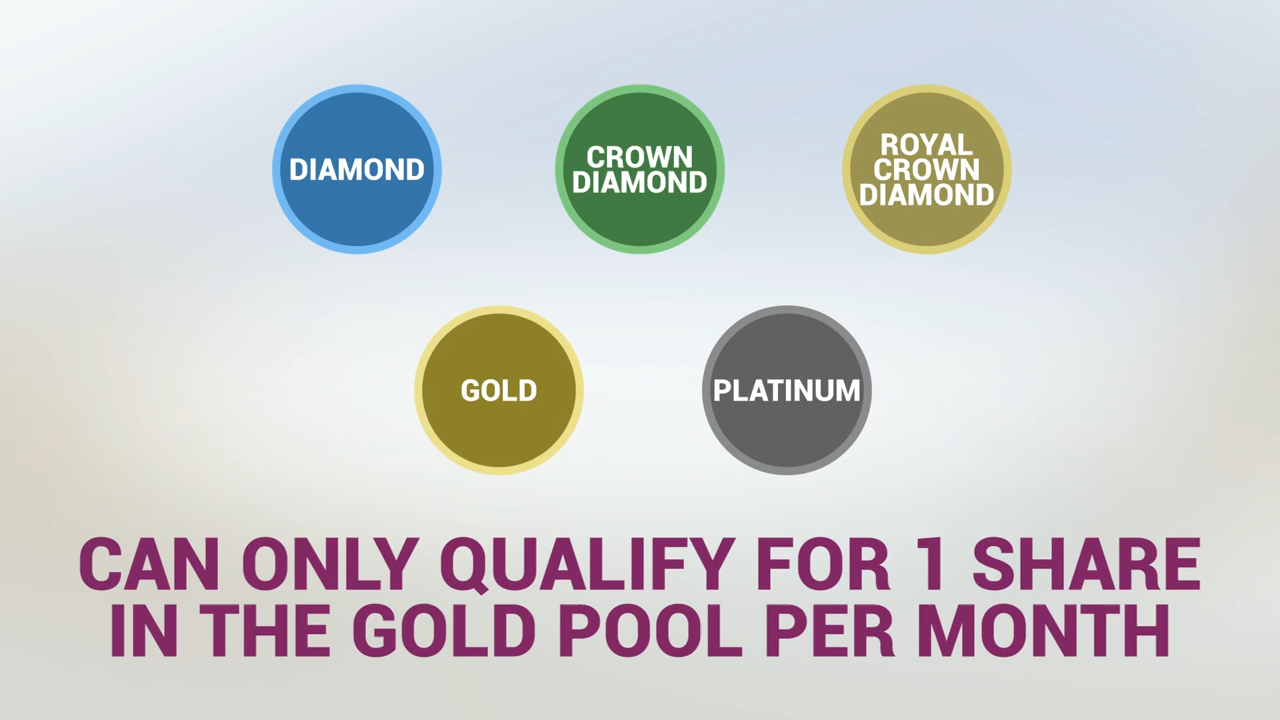 DIAMOND
CROWN
DIAMOND
ROYAL
CROWN
DIAMOND
GOLD
PLATINUM
CAN ONLY QUALIFY FOR 1 SHARE
IN THE GOLD POOL PER MONTH